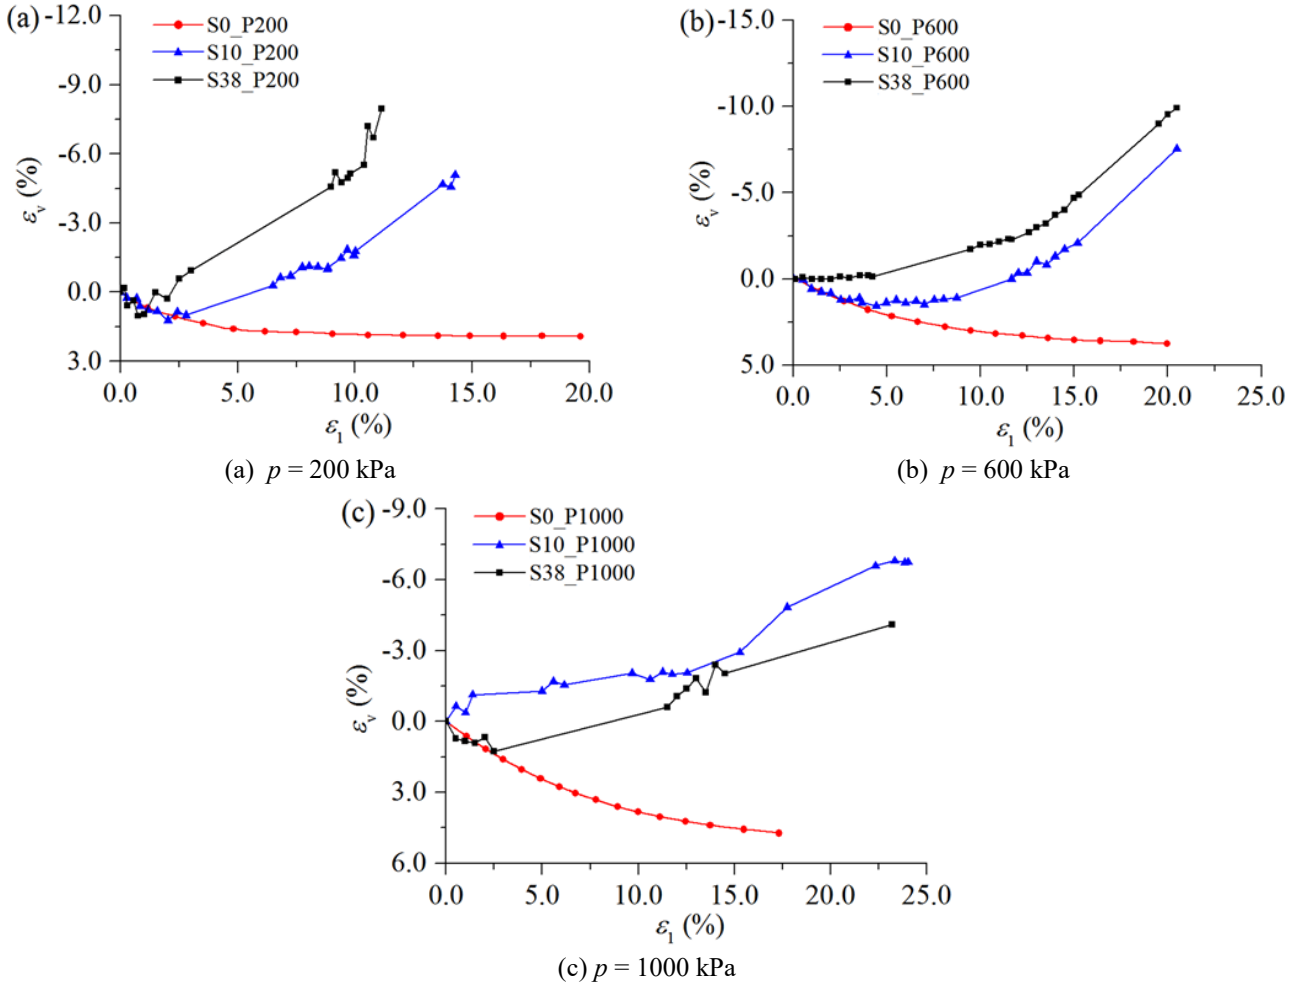 (a)
-12.0
-9.0
-6.0
-3.0
0.0
3.0
εv (%)
S0_P200
S10_P200
S38_P200
0.0 5.0 10.0 15.0 20.0
ε1 (%)
(a) p = 200 kPa
(b)
-15.0
-10.0
-5.0
0.0
5.0
εv (%)
S0_P600
S10_P600
S38_P600
0.0 5.0 10.0 15.0 20.0 25.0
ε1 (%)
(b) p = 600 kPa
(c)
-9.0
-6.0
-3.0
0.0
3.0
6.0
εv (%)
S0_P1000
S10_P1000
S38_P1000
0.0 5.0 10.0 15.0 20.0 25.0
ε1 (%)
(c) p = 1000 kPa